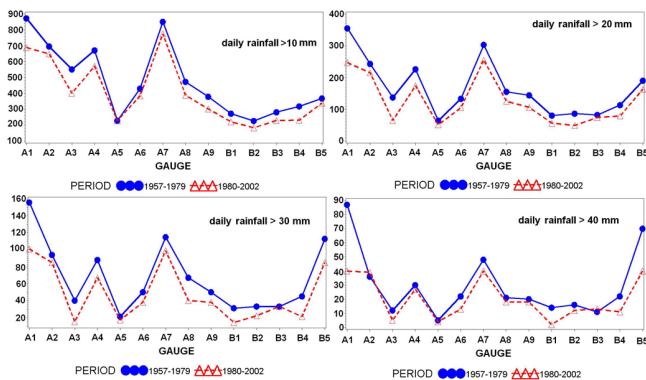 daily rainfall >10 mm
900
800
700
600
500
400
300
200
100
A1 A2 A3 A4 A5 A6 A7 A8 A9 B1 B2 B3 B4 B5
GAUGE
PERIOD 1957-1979 1980-2002
daily ranifall > 20 mm
400
300
200
100
0
A1 A2 A3 A4 A5 A6 A7 A8 A9 B1 B2 B3 B4 B5
GAUGE
PERIOD 1957-1979 1980-2002
daily rainfall > 30 mm
160
140
120
100
80
60
40
20
A1 A2 A3 A4 A5 A6 A7 A8 A9 B1 B2 B3 B4 B5
GAUGE
PERIOD 1957-1979 1980-2002
daily rainfall > 40 mm
90
80
70
60
50
40
30
20
10
0
A1 A2 A3 A4 A5 A6 A7 A8 A9 B1 B2 B3 B4 B5
GAUGE
PERIOD 1957-1979 1980-2002